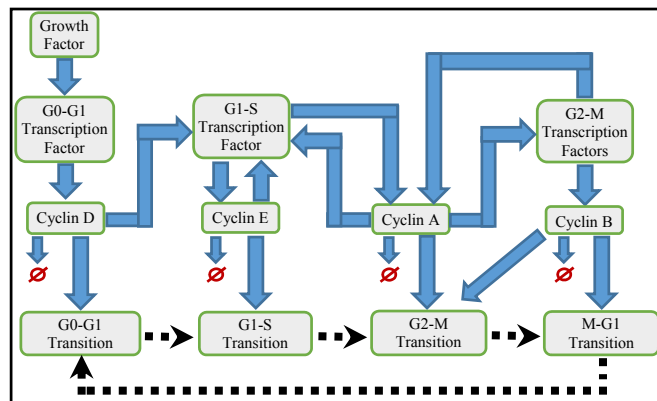 Growth
Factor
G0-G1
Transcription
Factor
G1-S
Transcription
Factor
G2-M
Transcription
Factors
Cyclin D
Cyclin E
Cyclin A
Cyclin B
Ø
Ø
Ø
Ø
G0-G1
Transition
G1-S
Transition
G2-M
Transition
M-G1
Transition